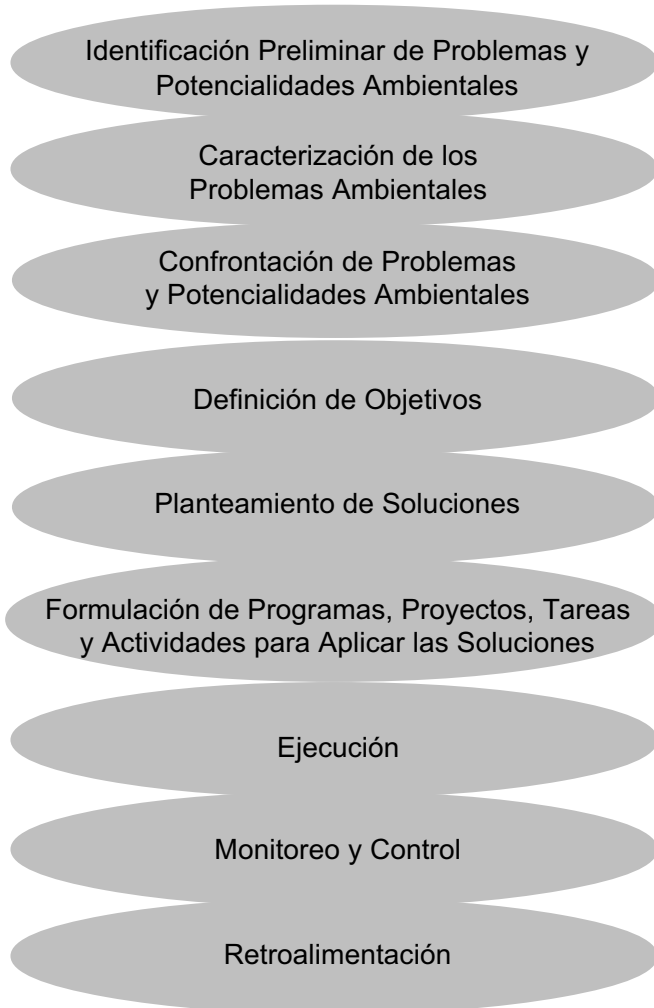 Identificación Preliminar de Problemas y
Potencialidades Ambientales
Caracterización de los
Problemas Ambientales
Confrontación de Problemas
y Potencialidades Ambientales
Definición de Objetivos
Planteamiento de Soluciones
Formulación de Programas, Proyectos, Tareas
y Actividades para Aplicar las Soluciones
Ejecución
Monitoreo y Control
Retroalimentación